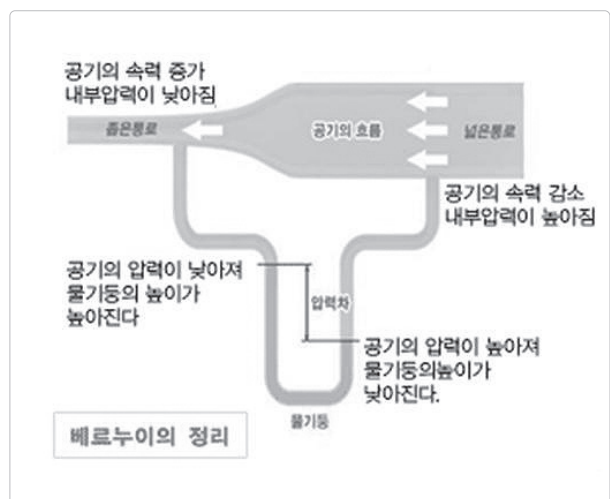 공기의 속력 증가
내부압력이 낮아짐
좁은통로
공기의 흐름
넓은통로
공기의 속력 감소
내부압력이 높아짐
공기의 압력이 낮아져
물기둥의 높이가
높아진다
압력차
공기의 압력이 높아져
물기둥의높이가
낮아진다.
물기둥
베르누이의 정리